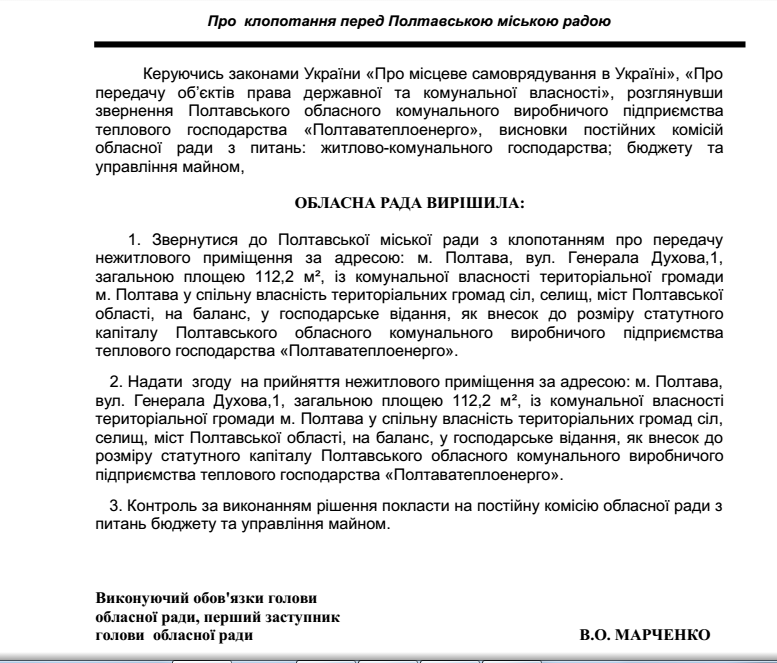 Про клопотання перед Полтавською міською радою
Керуючись законами України «Про місцеве самоврядування в Україні», «Про
передачу об'єктів права державної та комунальної власності», розглянувши
звернення Полтавського обласного комунального виробничого підприємства
теплового господарства «Полтаватеплоенерго», висновки постійних комісій
обласної ради з питань: житлово-комунального господарства; бюджету та
управління майном,
ОБЛАСНА РАДА ВИРІШИЛА:
1. Звернутися до Полтавської міської ради з клопотанням про передачу
нежитлового приміщення за адресою: м. Полтава, вул. Генерала Духова,1,
загальною площею 112,2 м², із комунальної власності територіальної громади
м. Полтава у спільну власність територіальних громад сіл, селищ, міст Полтавської
області, на баланс, у господарське відання, як внесок до розміру статутного
капіталу Полтавського обласного комунального виробничого підприємства
теплового господарства «Полтаватеплоенерго».
2. Надати згоду на прийняття нежитлового приміщення за адресою: м. Полтава,
вул. Генерала Духова,1, загальною площею 112,2 м², із комунальної власності
територіальної громади м. Полтава у спільну власність територіальних громад сіл,
селищ, міст Полтавської області, на баланс, у господарське відання, як внесок до
розміру статутного капіталу Полтавського обласного комунального виробничого
підприємства теплового господарства «Полтаватеплоенерго».
3. Контроль за виконанням рішення покласти на постійну комісію обласної ради з
питань бюджету та управління майном.
Виконуючий обов'язки голови
обласної ради, перший заступник
голови обласної ради В.О. МАРЧЕНКО